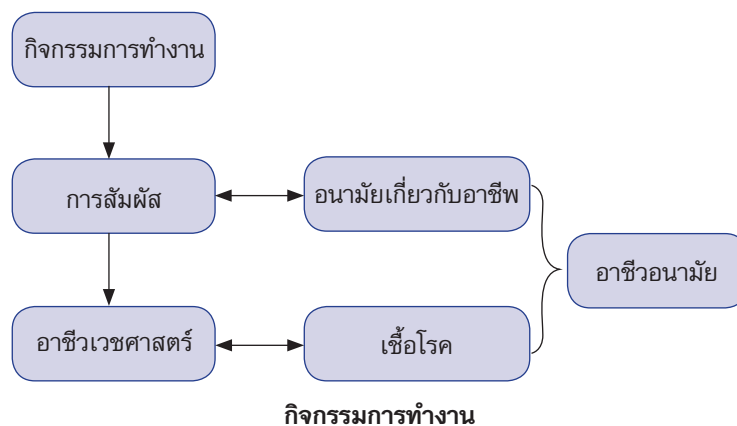 กิจกรรมการทำงาน
การสัมผัส
อนามัยเกี่ยวกับอาชีพ
อาชีวอนามัย
อาชีวเวชศาสตร์
เชื้อโรค
กิจกรรมการทำงาน